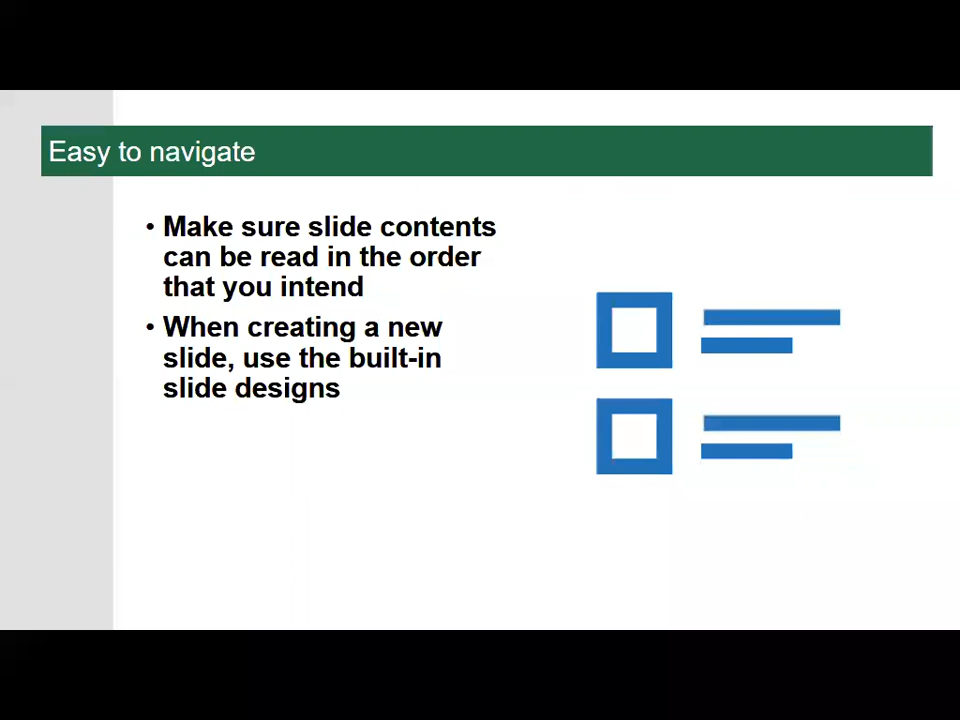 Easy to navigate
• Make sure slide contents
can be read in the order
that you intend
• When creating a new
slide, use the built-in
slide designs